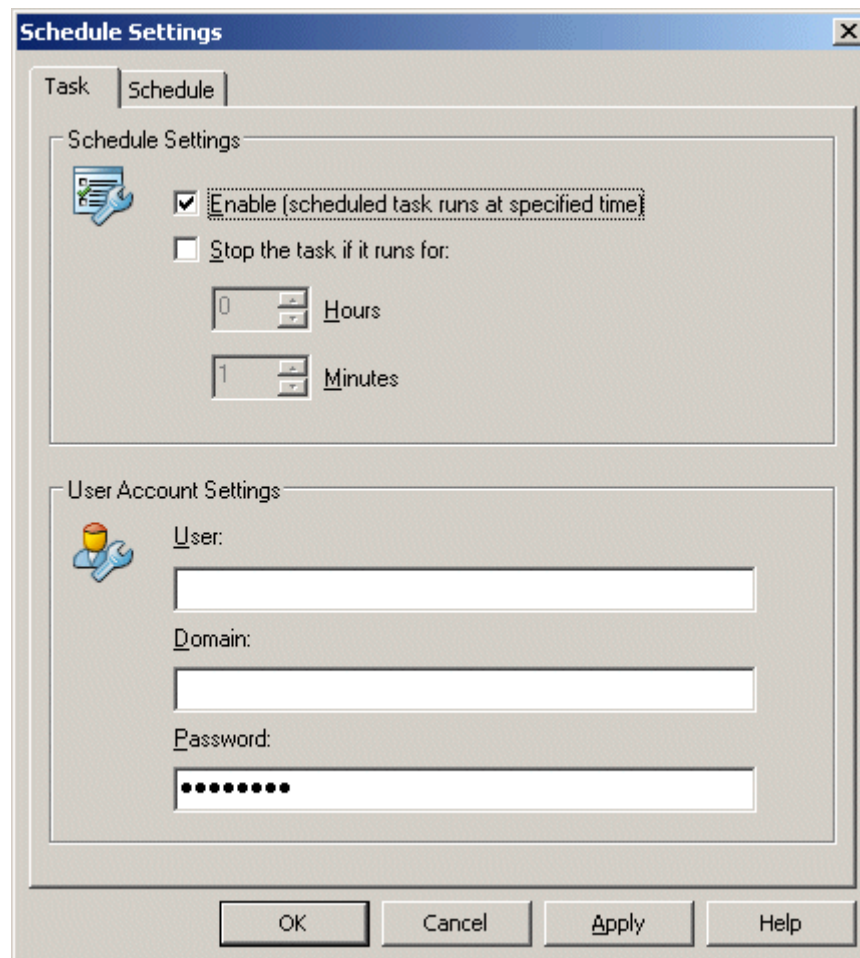 Schedule Settings
Task
Schedule
Schedule Settings
Enable (scheduled task runs at specified time)
Stop the task if it runs for:
0 Hours
1 Minutes
User Account Settings
User:
Domain:
Password:
••••••••
OK Cancel Apply Help